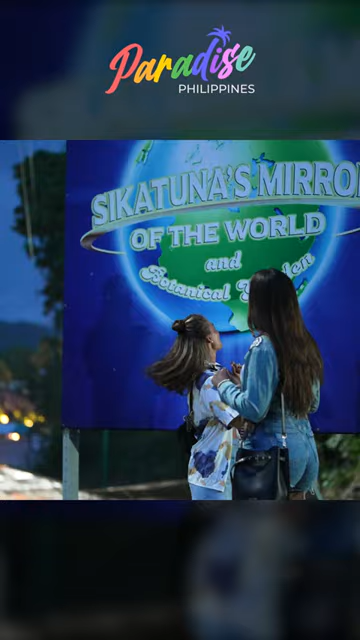 Paradise
PHILIPPINES
SIKATUNA'S MIRRO
OF THE WORLD
and
Botanical